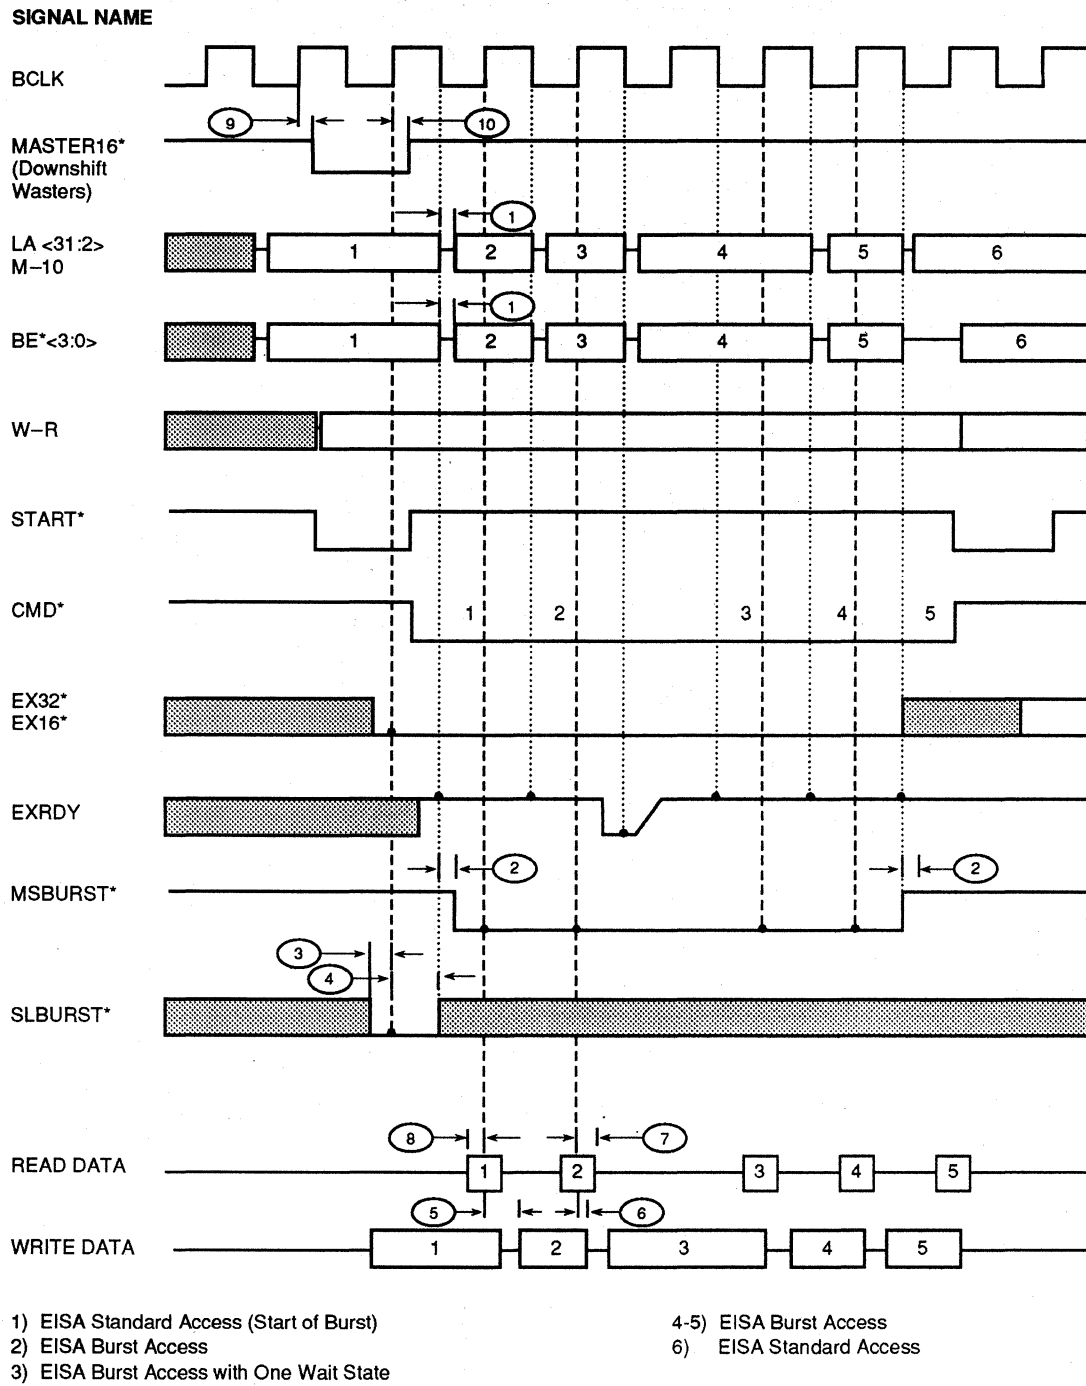 SIGNAL NAME
BCLK
9 10
MASTER16*
(Downshift
Wasters)
1
LA <31:2>
M–10
1 2 3 4 5 6
1
BE*<3:0>
1 2 3 4 5 6
W–R
START*
CMD*
1 2 3 4 5
EX32*
EX16*
EXRDY
2 2
MSBURST*
3
4
SLBURST*
8 7
READ DATA
1 2 3 4 5
5 6
WRITE DATA
1 2 3 4 5
1) EISA Standard Access (Start of Burst)
2) EISA Burst Access
3) EISA Burst Access with One Wait State
4-5) EISA Burst Access
6) EISA Standard Access